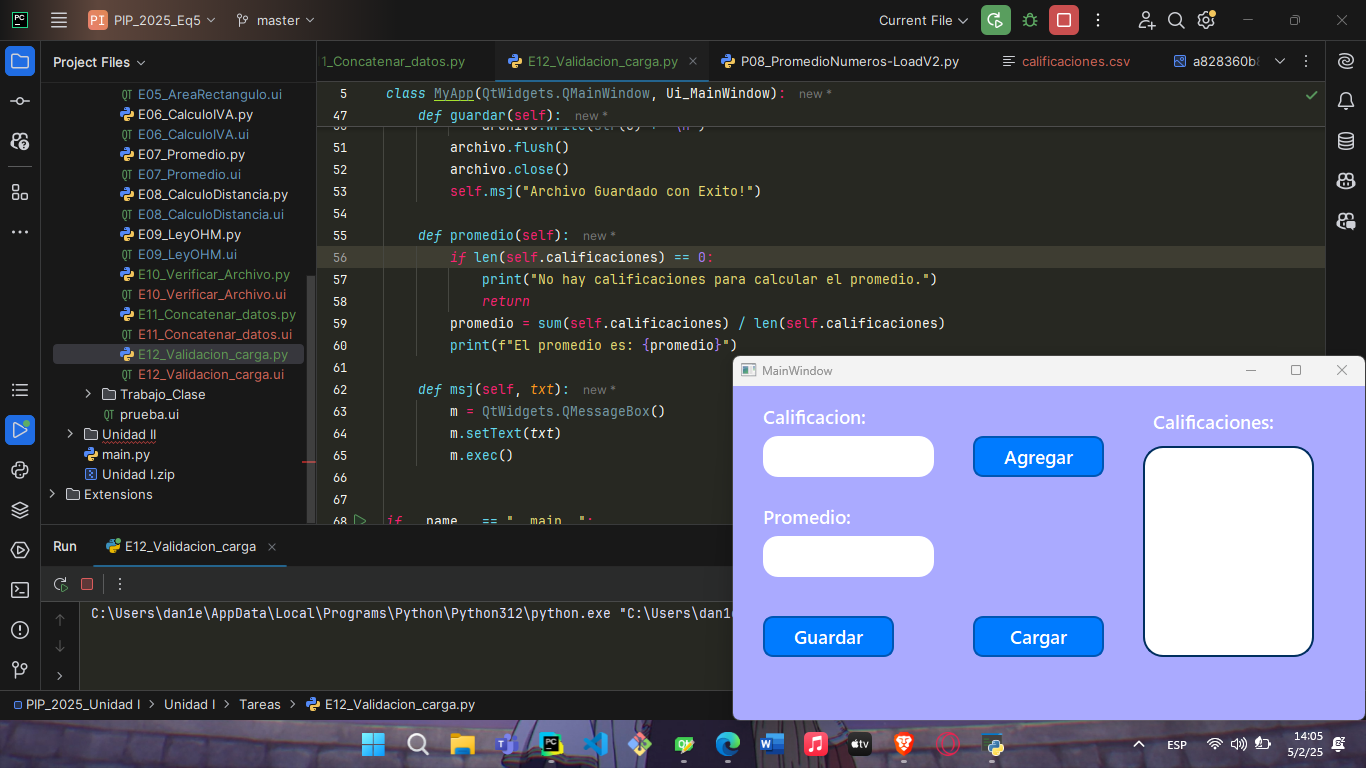 PI PIP_2025_Eq5 master Current File
Project Files
1_Concatenar_datos.py E12_Validacion_carga.py P08_PromedioNumeros-LoadV2.py calificaciones.csv a828360b
E05_AreaRectangulo.ui
E06_CalculoIVA.py
E06_CalculoIVA.ui
E07_Promedio.py
E07_Promedio.ui
E08_CalculoDistancia.py
E08_CalculoDistancia.ui
E09_LeyOHM.py
E09_LeyOHM.ui
E10_Verificar_Archivo.py
E10_Verificar_Archivo.ui
E11_Concatenar_datos.py
E11_Concatenar_datos.ui
E12_Validacion_carga.py
E12_Validacion_carga.ui
Trabajo_Clase
prueba.ui
Unidad II
main.py
Unidad I.zip
Extensions
5 class MyApp(QtWidgets.QMainWindow, Ui_MainWindow): new *
47 def guardar(self): new *
51 archivo.flush()
52 archivo.close()
53 self.msj("Archivo Guardado con Exito!")
54
55 def promedio(self): new *
56 if len(self.calificaciones) == 0:
57 print("No hay calificaciones para calcular el promedio.")
58 return
59 promedio = sum(self.calificaciones) / len(self.calificaciones)
60 print(f"El promedio es: {promedio}")
61
62 def msj(self, txt): new *
63 m = QtWidgets.QMessageBox()
64 m.setText(txt)
65 m.exec()
66
67
68 if __name__ == "__main__":
MainWindow
Calificacion:
Agregar
Calificaciones:
Promedio:
Guardar
Cargar
Run E12_Validacion_carga
C:\Users\dan1e\AppData\Local\Programs\Python\Python312\python.exe "C:\Users\dan1e
PIP_2025_Unidad I Unidad I Tareas E12_Validacion_carga.py
ESP
14:05
5/2/25